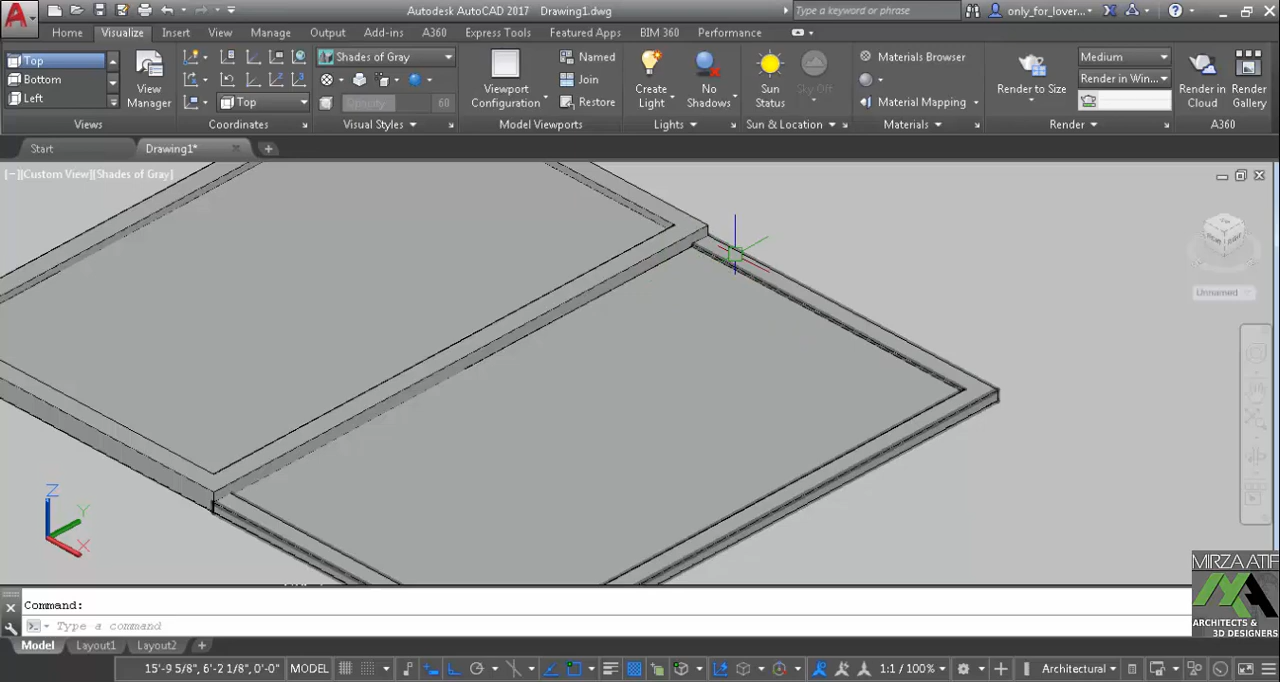 Autodesk AutoCAD 2017 Drawing1.dwg
Type a keyword or phrase
only_for_lover...
Home Visualize Insert View Manage Output Add-ins A360 Express Tools Featured Apps BIM 360 Performance
Top
Bottom
Left
View Manager
Views
Top
Coordinates
Shades of Gray
Opacity 60
Visual Styles
Viewport Configuration
Named
Join
Restore
Model Viewports
Create Light
No Shadows
Lights
Sun Status
Sky Off
Sun & Location
Materials Browser
Material Mapping
Materials
Render to Size
Medium
Render in Win...
Render
Render in Cloud
Render Gallery
A360
Start
Drawing1*
[−][Custom View][Shades of Gray]
Unnamed
Z
Y
X
Command:
Type a command
Model Layout1 Layout2
15'-9 5/8", 6'-2 1/8", 0'-0" MODEL
1:1 / 100%
Architectural
MIRZA ATIF
MA
ARCHITECTS &
3D DESIGNERS